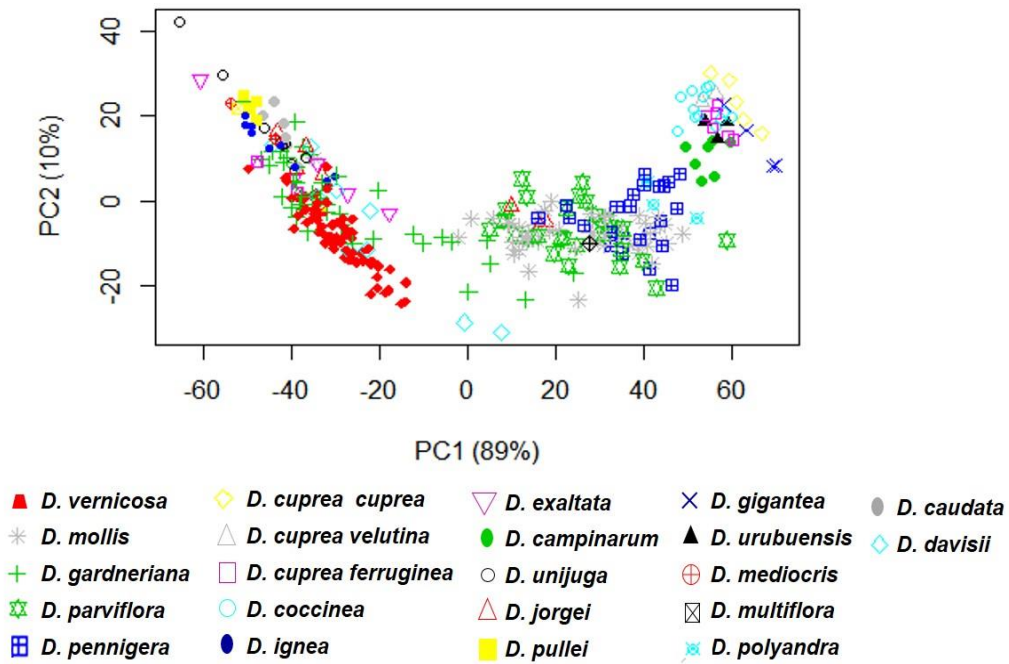 40
20
0
-20
PC2 (10%)
-60 -40 -20 0 20 40 60
PC1 (89%)
D. vernicosa D. cuprea cuprea D. exaltata D. gigantea D. caudata
D. mollis D. cuprea velutina D. campinarum D. urubuensis D. davisii
D. gardneriana D. cuprea ferruginea D. unijuga D. mediocris
D. parviflora D. coccinea D. jorgei D. multiflora
D. pennigera D. ignea D. pullei D. polyandra